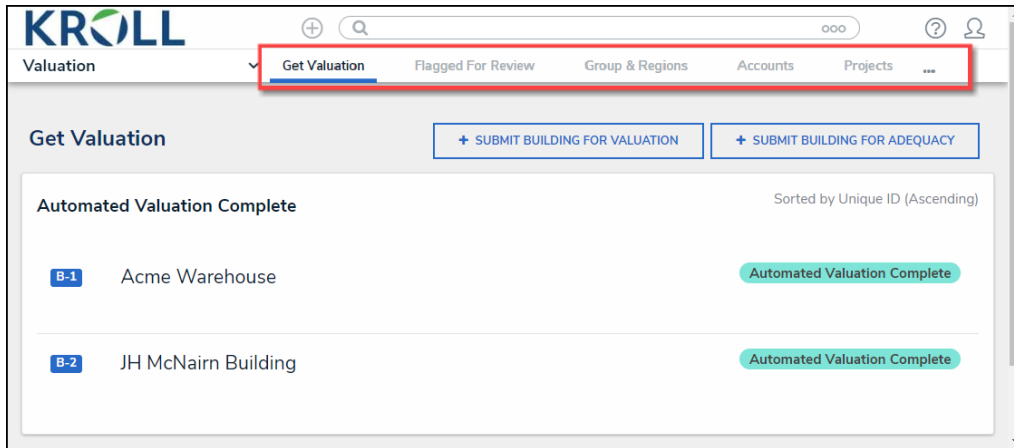 KROLL
Valuation
Get Valuation Flagged For Review Group & Regions Accounts Projects ...
Get Valuation
+ SUBMIT BUILDING FOR VALUATION
+ SUBMIT BUILDING FOR ADEQUACY
Automated Valuation Complete
Sorted by Unique ID (Ascending)
B-1 Acme Warehouse Automated Valuation Complete
B-2 JH McNairn Building Automated Valuation Complete